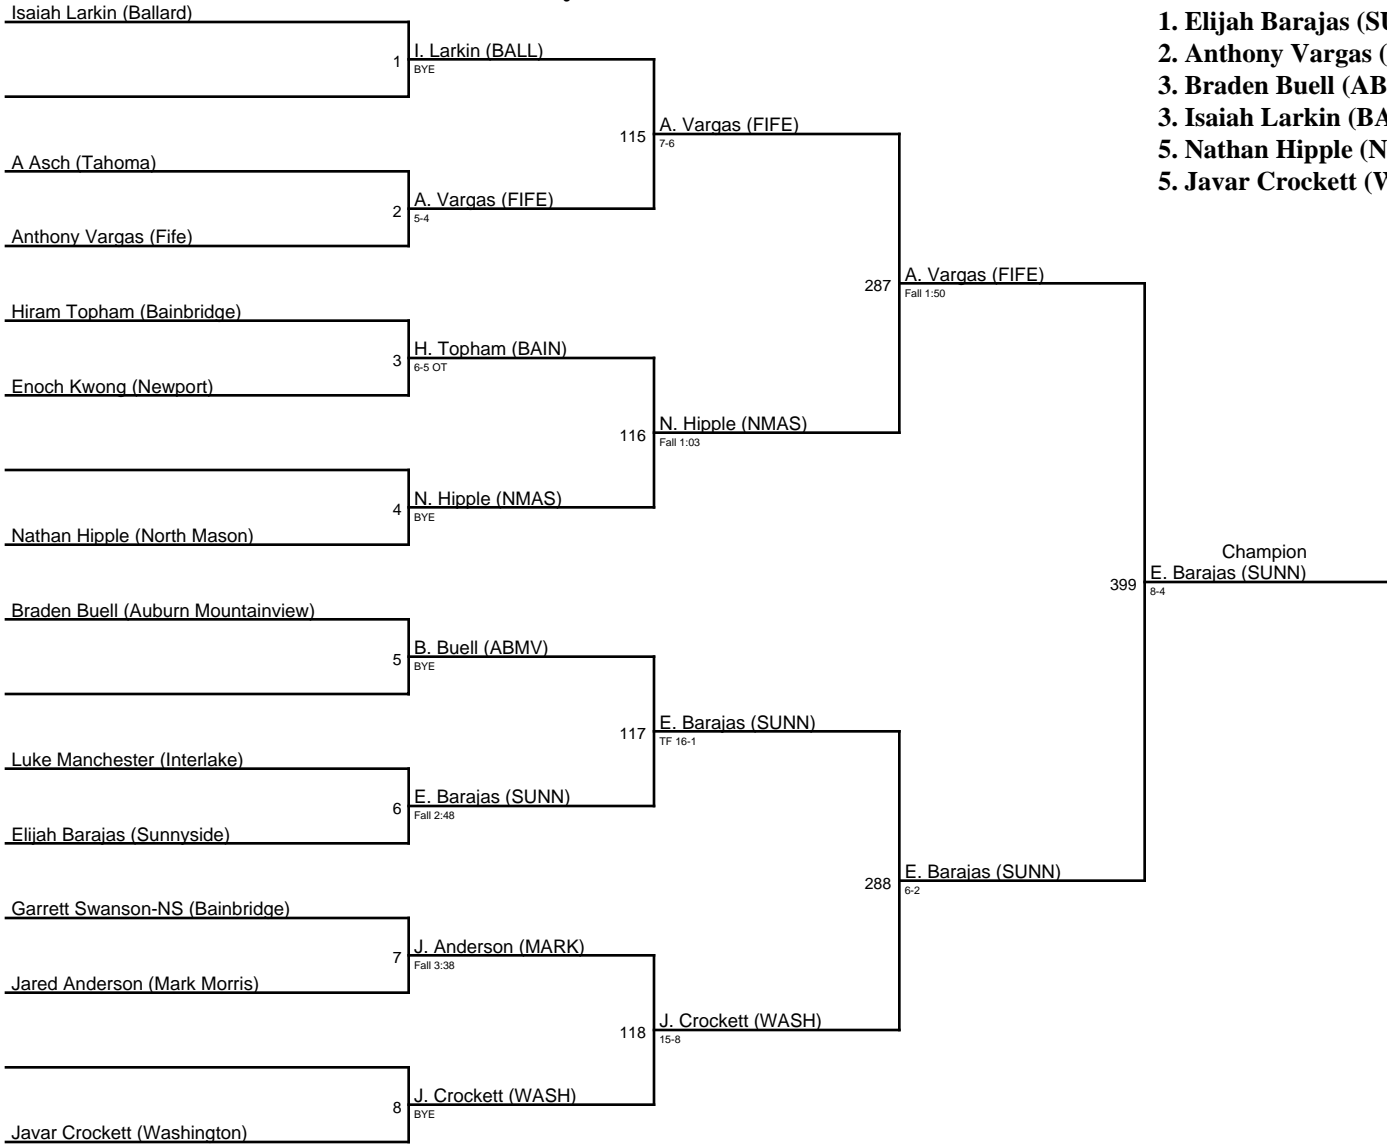 Isaiah Larkin (Ballard)
1
I. Larkin (BALL)
BYE
115
A. Vargas (FIFE)
7-6
A Asch (Tahoma)
2
A. Vargas (FIFE)
5-4
Anthony Vargas (Fife)
287
A. Vargas (FIFE)
Fall 1:50
Hiram Topham (Bainbridge)
3
H. Topham (BAIN)
6-5 OT
Enoch Kwong (Newport)
116
N. Hipple (NMAS)
Fall 1:03
4
N. Hipple (NMAS)
BYE
Nathan Hipple (North Mason)
Champion
399
E. Barajas (SUNN)
8-4
Braden Buell (Auburn Mountainview)
5
B. Buell (ABMV)
BYE
117
E. Barajas (SUNN)
TF 16-1
Luke Manchester (Interlake)
6
E. Barajas (SUNN)
Fall 2:48
Elijah Barajas (Sunnyside)
288
E. Barajas (SUNN)
6-2
Garrett Swanson-NS (Bainbridge)
7
J. Anderson (MARK)
Fall 3:38
Jared Anderson (Mark Morris)
118
J. Crockett (WASH)
15-8
8
J. Crockett (WASH)
BYE
Javar Crockett (Washington)
1. Elijah Barajas (SU
2. Anthony Vargas (
3. Braden Buell (AB
3. Isaiah Larkin (BA
5. Nathan Hipple (N
5. Javar Crockett (W